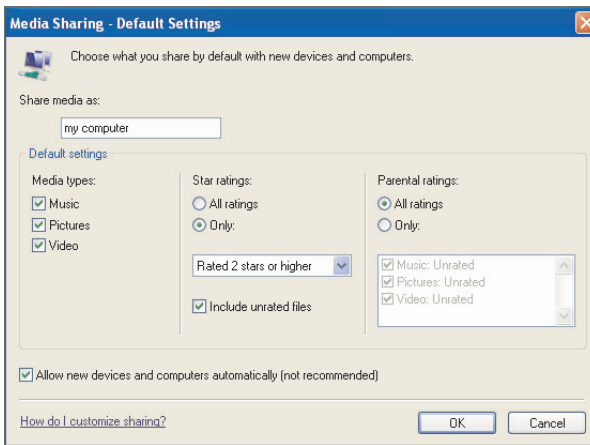 Media Sharing - Default Settings
Choose what you share by default with new devices and computers.
Share media as:
my computer
Default settings
Media types:
Music
Pictures
Video
Star ratings:
All ratings
Only:
Rated 2 stars or higher
Include unrated files
Parental ratings:
All ratings
Only:
Music: Unrated
Pictures: Unrated
Video: Unrated
Allow new devices and computers automatically (not recommended)
How do I customize sharing?
OK
Cancel